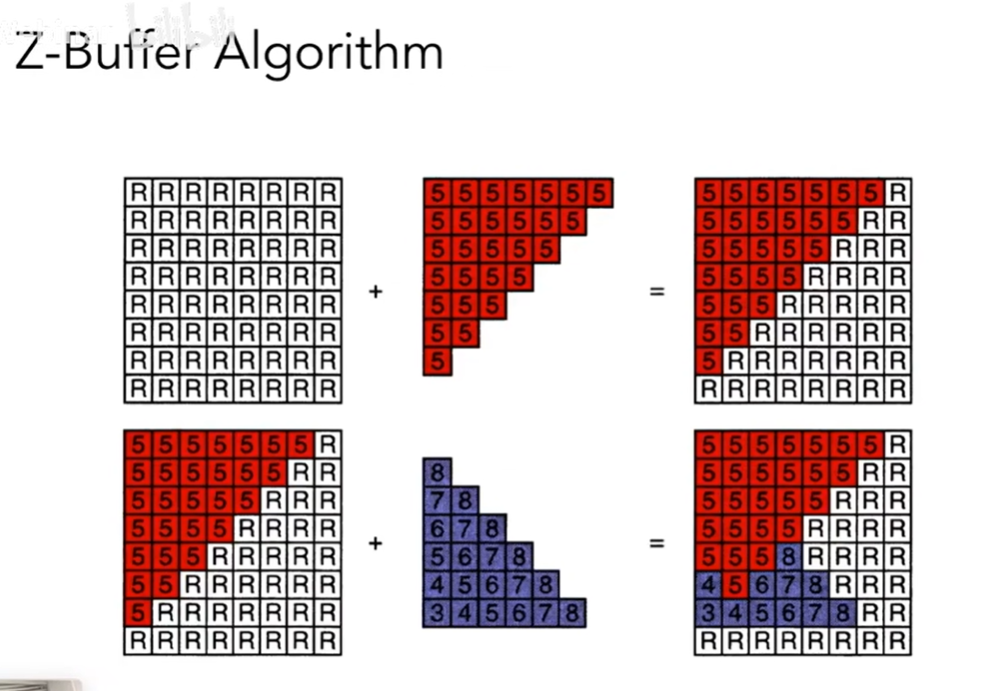 Z-Buffer Algorithm
R R R R R R R R
R R R R R R R R
R R R R R R R R
R R R R R R R R
R R R R R R R R
R R R R R R R R
R R R R R R R R
R R R R R R R R
+
5 5 5 5 5 5 5
5 5 5 5 5 5
5 5 5 5 5
5 5 5 5
5 5 5
5 5
5
=
5 5 5 5 5 5 5 R
5 5 5 5 5 5 R R
5 5 5 5 5 R R R
5 5 5 5 R R R R
5 5 5 R R R R R
5 5 R R R R R R
5 R R R R R R R
R R R R R R R R
5 5 5 5 5 5 5 R
5 5 5 5 5 5 R R
5 5 5 5 5 R R R
5 5 5 5 R R R R
5 5 5 R R R R R
5 5 R R R R R R
5 R R R R R R R
R R R R R R R R
+
8
7 8
6 7 8
5 6 7 8
4 5 6 7 8
3 4 5 6 7 8
=
5 5 5 5 5 5 5 R
5 5 5 5 5 5 R R
5 5 5 5 5 R R R
5 5 5 5 R R R R
5 5 5 8 R R R R
4 5 6 7 8 R R R
3 4 5 6 7 8 R R
R R R R R R R R